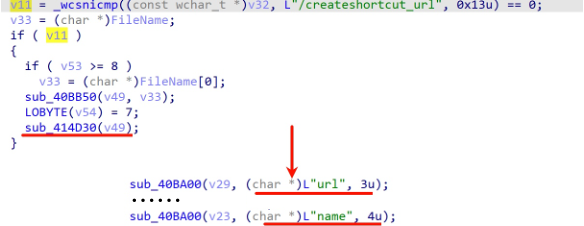 v11 = _wcsnicmp((const wchar_t *)v32, L"/createshortcut_url", 0x13u) == 0;
v33 = (char *)FileName;
if ( v11 )
{
if ( v53 >= 8 )
v33 = (char *)FileName[0];
sub_40BB50(v49, v33);
LOBYTE(v54) = 7;
sub_414D30(v49);
}
sub_40BA00(v29, (char *)L"url", 3u);
······
sub_40BA00(v23, (char *)L"name", 4u);